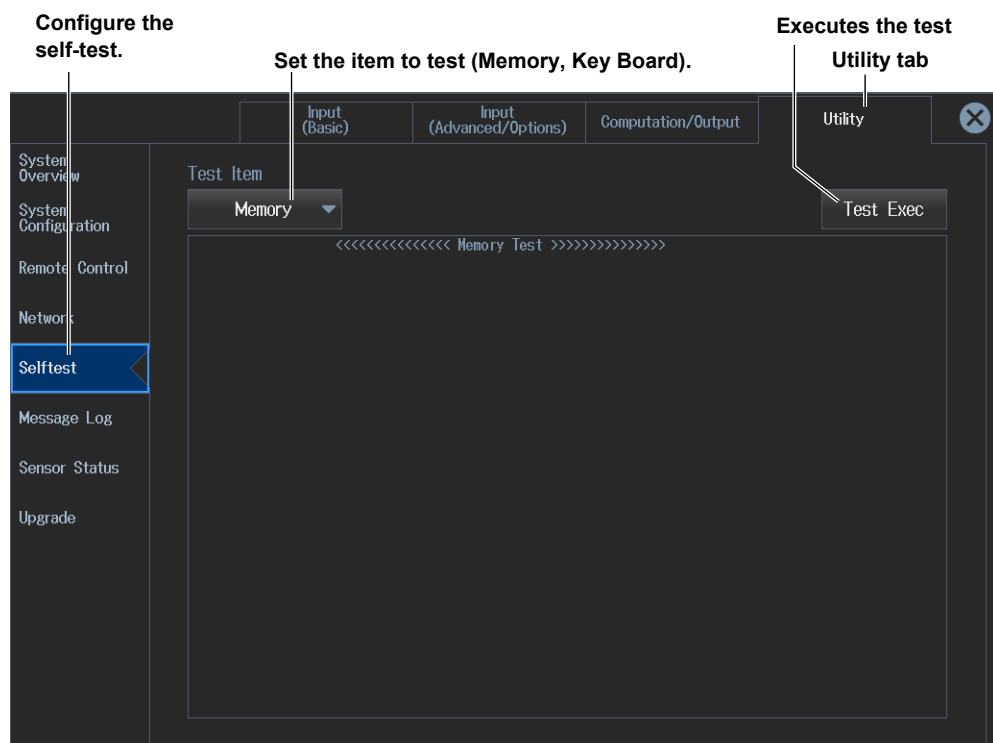 Configure the
self-test.
Executes the test
Set the item to test (Memory, Key Board).
Utility tab
Input
(Basic)
Input
(Advanced/Options)
Computation/Output
Utility
System
Overview
System
Configuration
Remote Control
Network
Selftest
Message Log
Sensor Status
Upgrade
Test Item
Memory
Test Exec
<<<<<<<<<<<<<<< Memory Test >>>>>>>>>>>>>>>